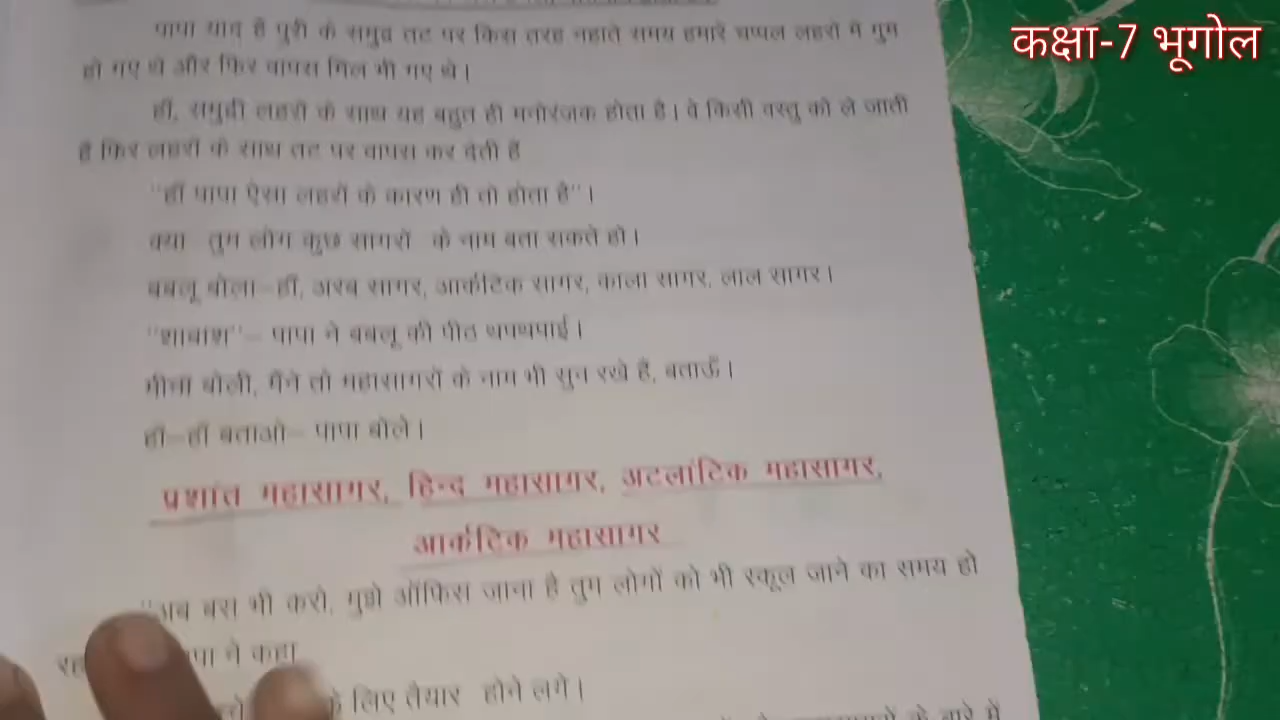 कक्षा-7 भूगोल
पापा याद है पुरी के समुद्र तट पर किस तरह नहाते समय हमारे चप्पल लहरों में गुम
हो गए थे और फिर वापस मिल भी गए थे।
हाँ, समुद्री लहरों के साथ यह बहुत ही मनोरंजक होता है। वे किसी वस्तु को ले जाती
हैं फिर लहरों के साथ तट पर वापस कर देती हैं
"हाँ पापा ऐसा लहरों के कारण ही तो होता है"।
क्या तुम लोग कुछ सागरों के नाम बता सकते हो।
बबलू बोला–हाँ, अरब सागर, आर्कटिक सागर, काला सागर, लाल सागर।
"शाबाश"– पापा ने बबलू की पीठ थपथपाई।
मीना बोली, मैंने तो महासागरों के नाम भी सुन रखे हैं, बताऊँ।
हाँ–हाँ बताओ– पापा बोले।
प्रशांत महासागर, हिन्द महासागर, अटलांटिक महासागर,
आर्कटिक महासागर
"अब बस भी करो, मुझे ऑफिस जाना है तुम लोगों को भी स्कूल जाने का समय हो
ने कहा
के लिए तैयार होने लगे।
के बारे में